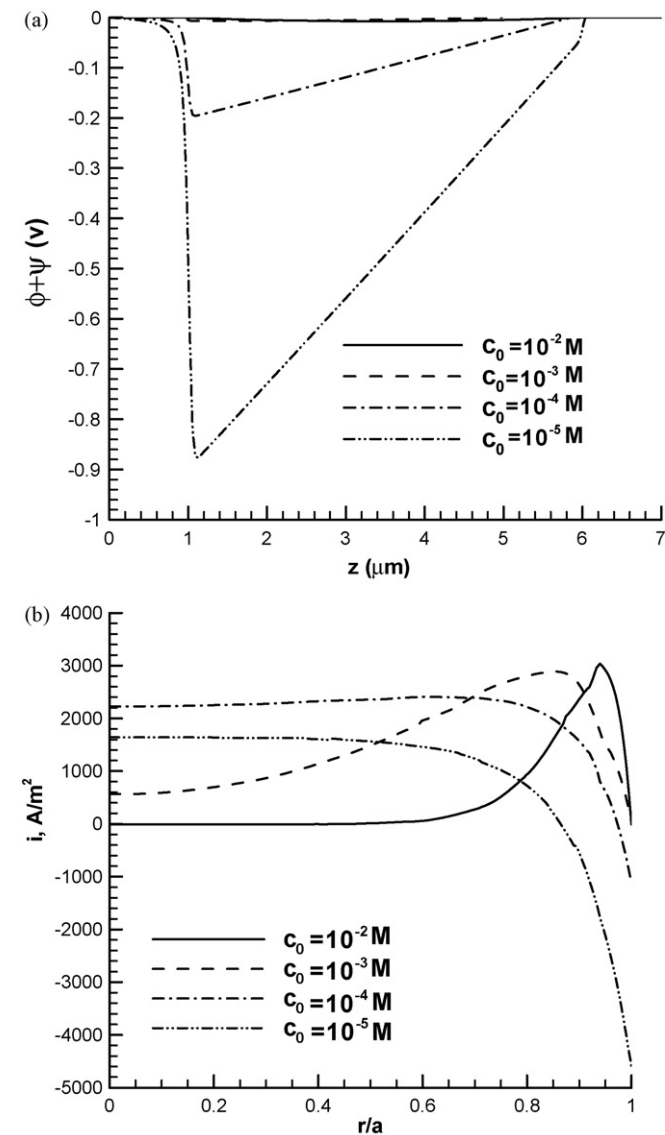 (a)
0
-0.1
-0.2
-0.3
-0.4
-0.5
-0.6
-0.7
-0.8
-0.9
-1
ϕ+ψ (v)
c₀ =10⁻² M
c₀ =10⁻³ M
c₀ =10⁻⁴ M
c₀ =10⁻⁵ M
0 1 2 3 4 5 6 7
z (μm)
(b)
4000
3000
2000
1000
0
-1000
-2000
-3000
-4000
-5000
i, A/m²
c₀ =10⁻² M
c₀ =10⁻³ M
c₀ =10⁻⁴ M
c₀ =10⁻⁵ M
0 0.2 0.4 0.6 0.8 1
r/a